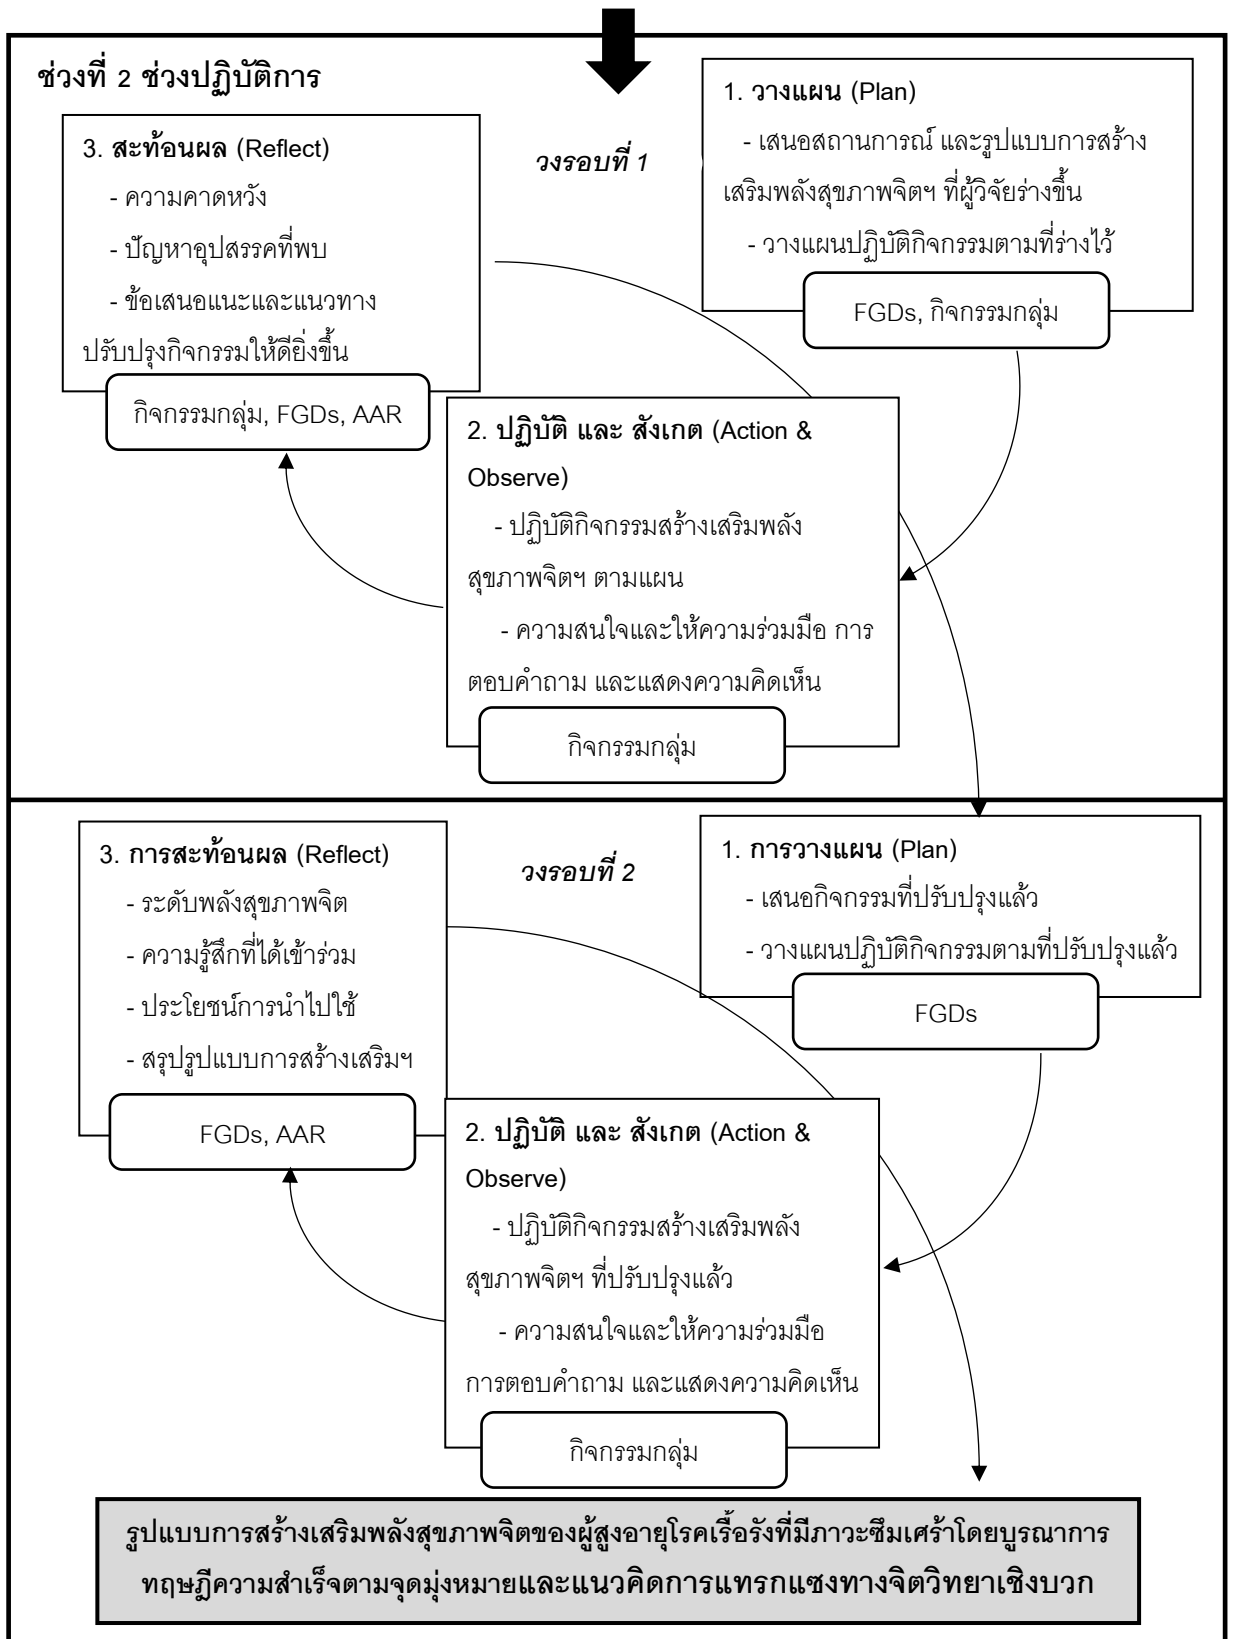 ช่วงที่ 2 ช่วงปฏิบัติการ
วงรอบที่ 1
1. วางแผน (Plan)
- เสนอสถานการณ์ และรูปแบบการสร้าง
เสริมพลังสุขภาพจิตฯ ที่ผู้วิจัยร่างขึ้น
- วางแผนปฏิบัติกิจกรรมตามที่ร่างไว้
FGDs, กิจกรรมกลุ่ม
2. ปฏิบัติ และ สังเกต (Action &
Observe)
- ปฏิบัติกิจกรรมสร้างเสริมพลัง
สุขภาพจิตฯ ตามแผน
- ความสนใจและให้ความร่วมมือ การ
ตอบคำถาม และแสดงความคิดเห็น
กิจกรรมกลุ่ม
3. สะท้อนผล (Reflect)
- ความคาดหวัง
- ปัญหาอุปสรรคที่พบ
- ข้อเสนอแนะและแนวทาง
ปรับปรุงกิจกรรมให้ดียิ่งขึ้น
กิจกรรมกลุ่ม, FGDs, AAR
วงรอบที่ 2
1. การวางแผน (Plan)
- เสนอกิจกรรมที่ปรับปรุงแล้ว
- วางแผนปฏิบัติกิจกรรมตามที่ปรับปรุงแล้ว
FGDs
2. ปฏิบัติ และ สังเกต (Action &
Observe)
- ปฏิบัติกิจกรรมสร้างเสริมพลัง
สุขภาพจิตฯ ที่ปรับปรุงแล้ว
- ความสนใจและให้ความร่วมมือ
การตอบคำถาม และแสดงความคิดเห็น
กิจกรรมกลุ่ม
3. การสะท้อนผล (Reflect)
- ระดับพลังสุขภาพจิต
- ความรู้สึกที่ได้เข้าร่วม
- ประโยชน์การนำไปใช้
- สรุปรูปแบบการสร้างเสริมฯ
FGDs, AAR
รูปแบบการสร้างเสริมพลังสุขภาพจิตของผู้สูงอายุโรคเรื้อรังที่มีภาวะซึมเศร้าโดยบูรณาการ
ทฤษฎีความสำเร็จตามจุดมุ่งหมายและแนวคิดการแทรกแซงทางจิตวิทยาเชิงบวก